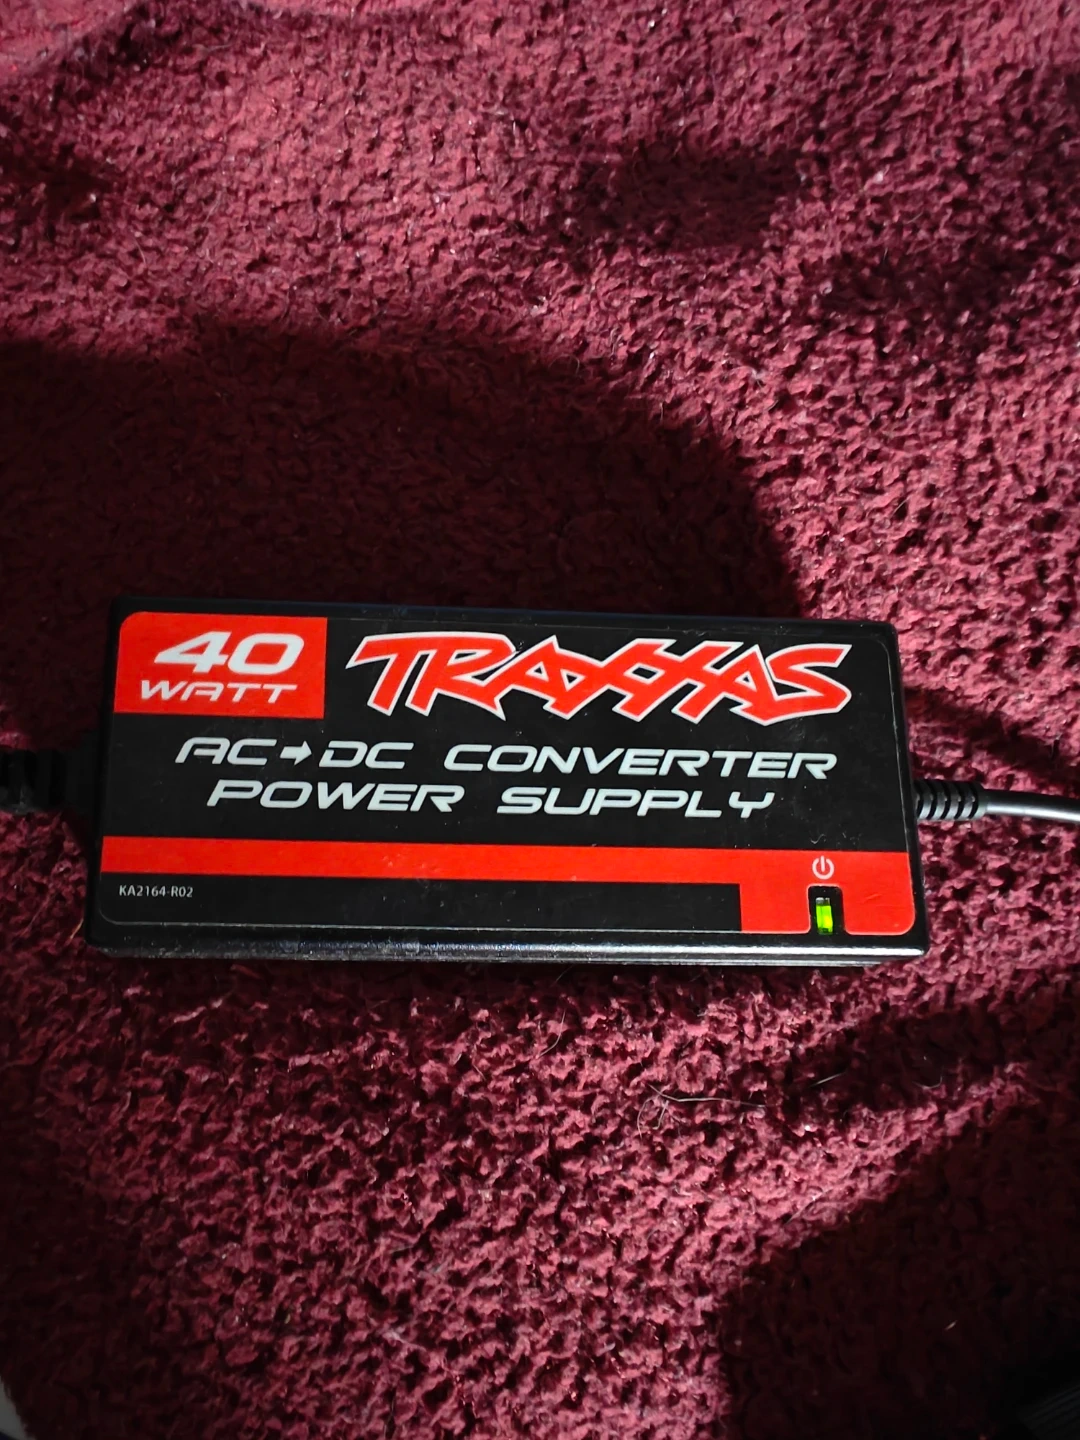 40
WATT
TRAXXAS
AC➔DC CONVERTER
POWER SUPPLY
KA2164-R02